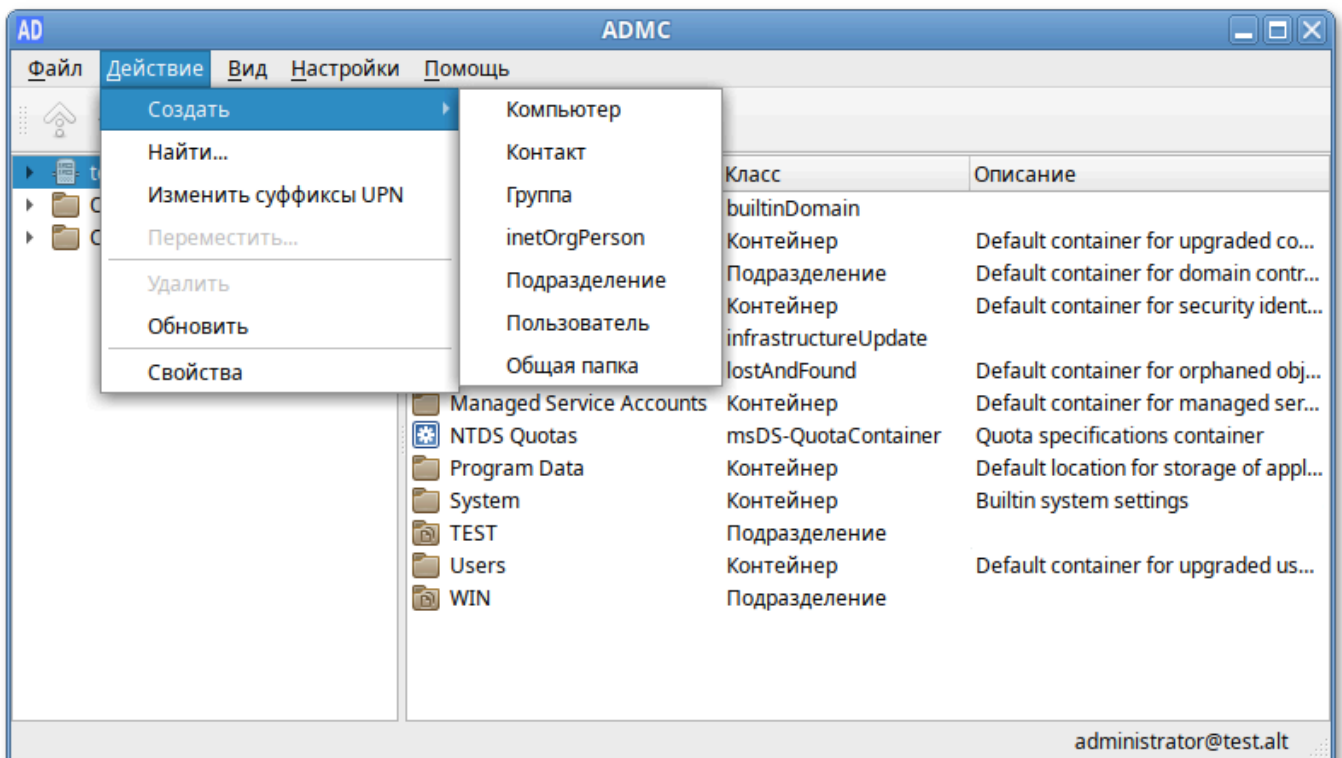 AD ADMC
Файл Действие Вид Настройки Помощь
Создать
Найти...
Изменить суффиксы UPN
Переместить...
Удалить
Обновить
Свойства
Компьютер
Контакт
Группа
inetOrgPerson
Подразделение
Пользователь
Общая папка
Класс Описание
builtinDomain
Контейнер Default container for upgraded co...
Подразделение Default container for domain contr...
Контейнер Default container for security ident...
infrastructureUpdate
lostAndFound Default container for orphaned obj...
Managed Service Accounts Контейнер Default container for managed ser...
NTDS Quotas msDS-QuotaContainer Quota specifications container
Program Data Контейнер Default location for storage of appl...
System Контейнер Builtin system settings
TEST Подразделение
Users Контейнер Default container for upgraded us...
WIN Подразделение
administrator@test.alt